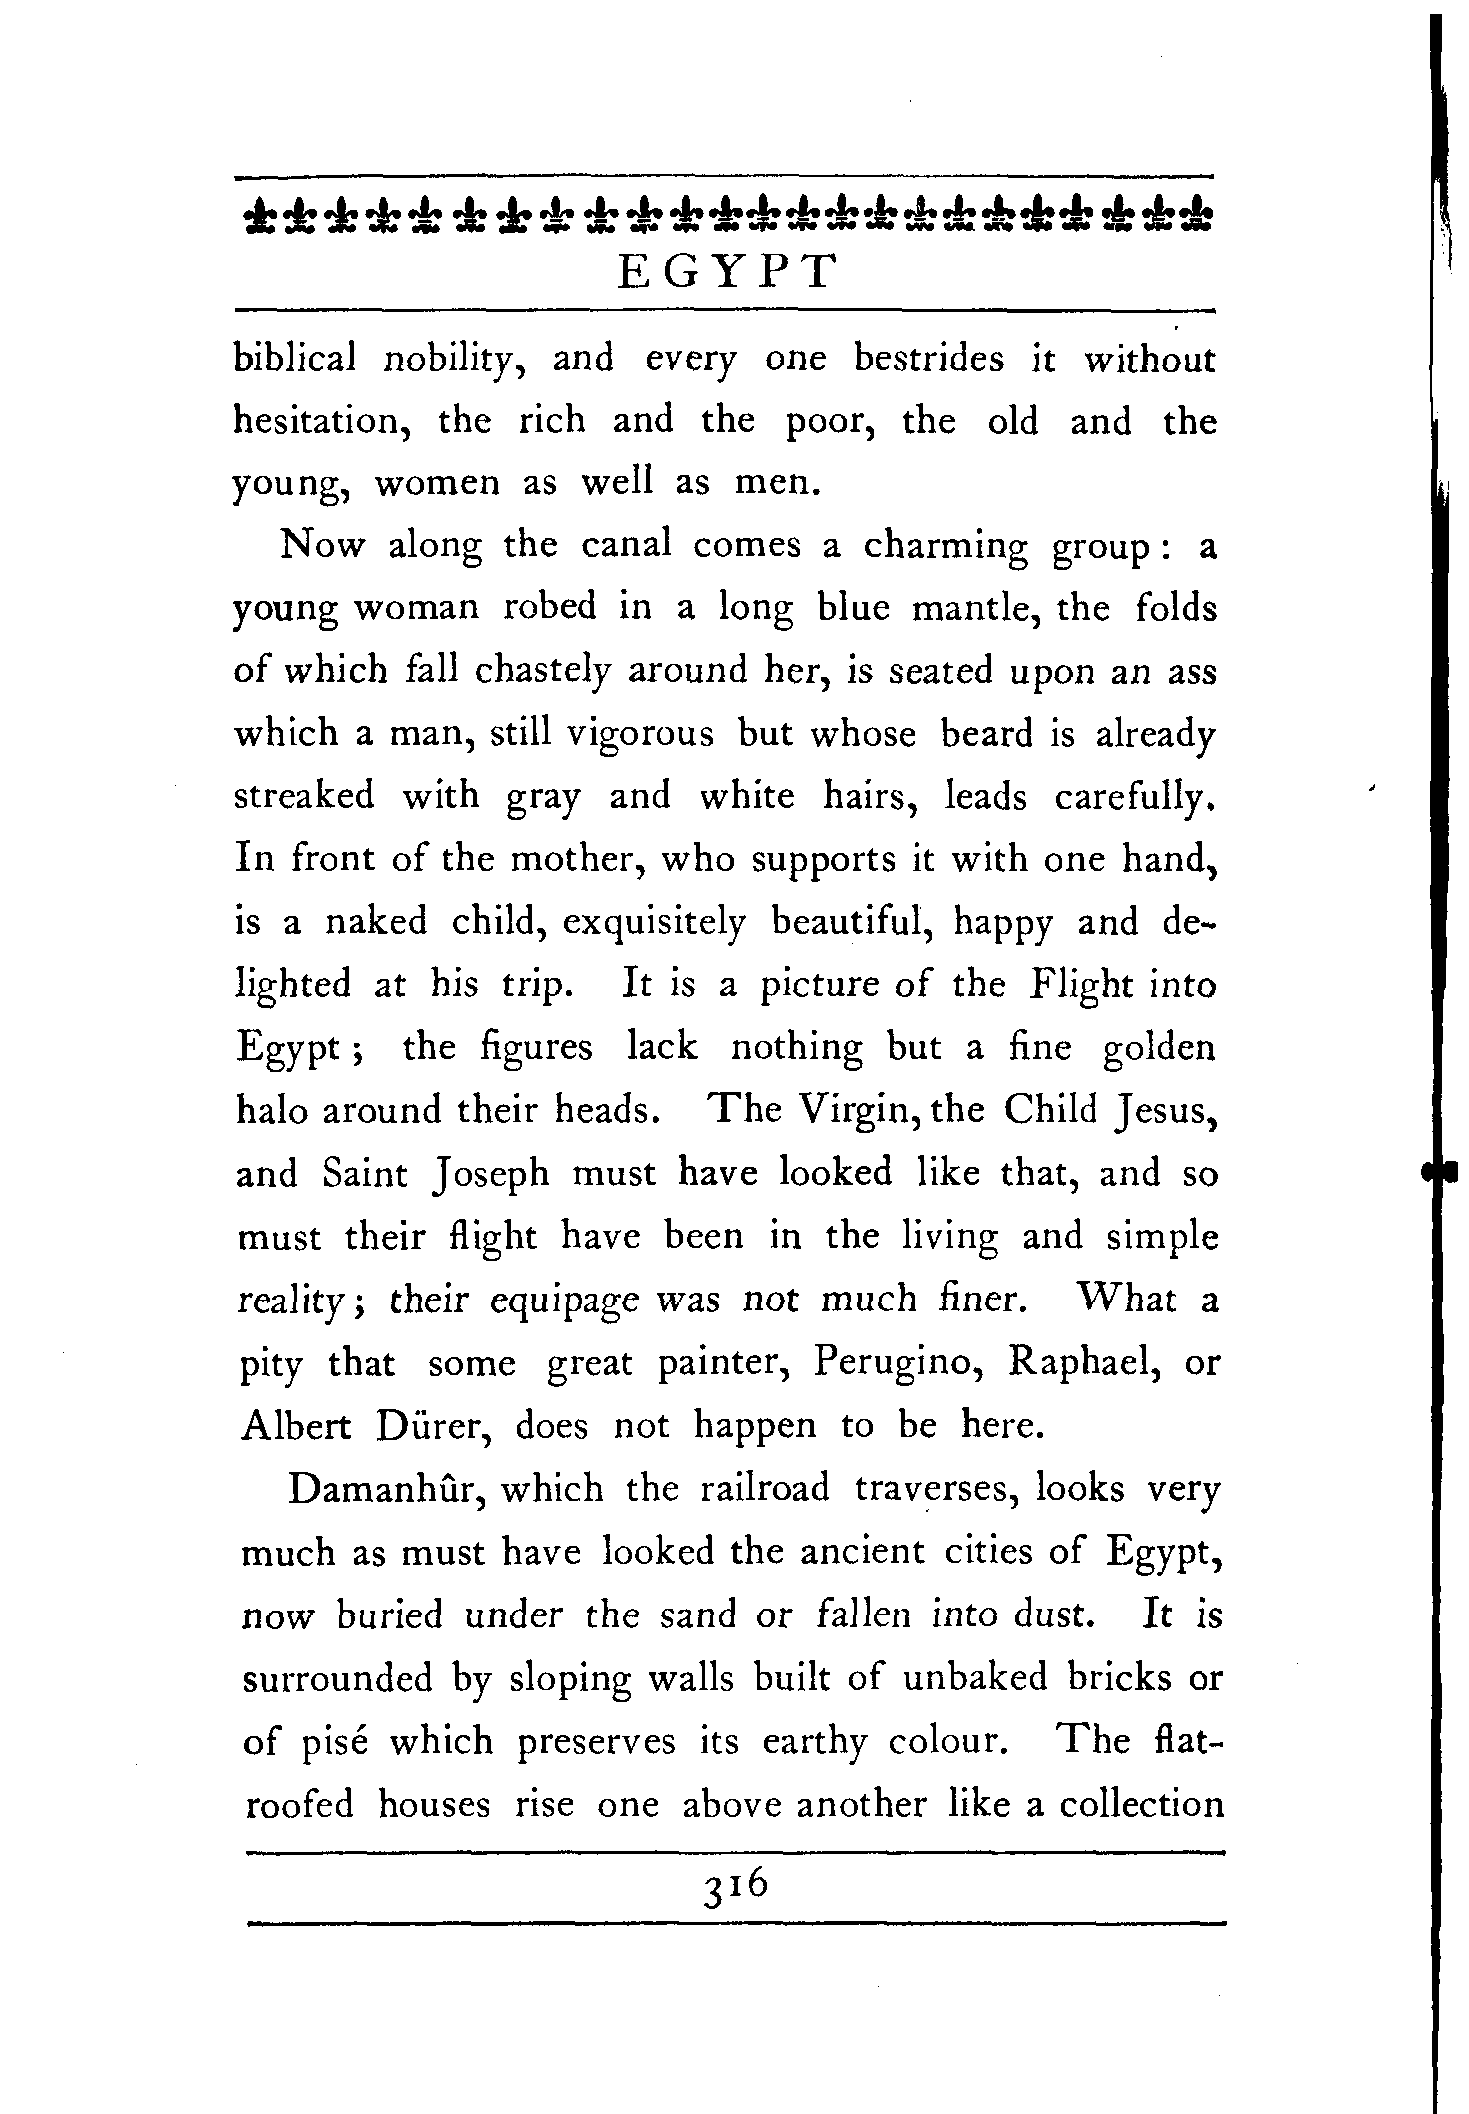 EGYPT
biblical nobility, and every one bestrides it without
hesitation, the rich and the poor, the old and the
young, women as well as men.
Now along the canal comes a charming group : a
young woman robed in a long blue mantle, the folds
of which fall chastely around her, is seated upon an ass
which a man, still vigorous but whose beard is already
streaked with gray and white hairs, leads carefully.
In front of the mother, who supports it with one hand,
is a naked child, exquisitely beautiful, happy and de-
lighted at his trip. It is a picture of the Flight into
Egypt ; the figures lack nothing but a fine golden
halo around their heads. The Virgin, the Child Jesus,
and Saint Joseph must have looked like that, and so
must their flight have been in the living and simple
reality ; their equipage was not much finer. What a
pity that some great painter, Perugino, Raphael, or
Albert Dürer, does not happen to be here.
Damanhûr, which the railroad traverses, looks very
much as must have looked the ancient cities of Egypt,
now buried under the sand or fallen into dust. It is
surrounded by sloping walls built of unbaked bricks or
of pisé which preserves its earthy colour. The flat-
roofed houses rise one above another like a collection
316